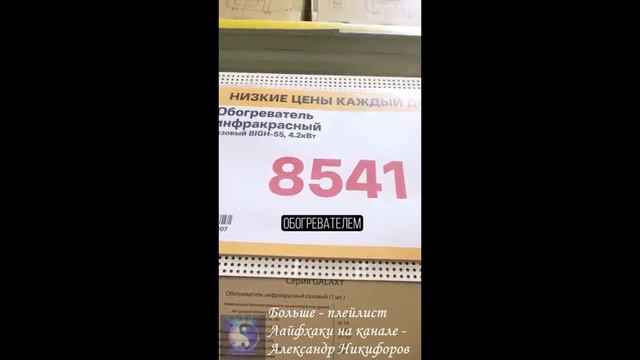 НИЗКИЕ ЦЕНЫ КАЖДЫЙ Д
Обогреватель
инфракрасный
газовый BIGH-55, 4.2кВт
8541
ОБОГРЕВАТЕЛЕМ
Серия GALAXY
Обогреватель инфракрасный газовый (1 шт.)
Больше - плейлист
Лайфхаки на канале -
Александр Никифоров